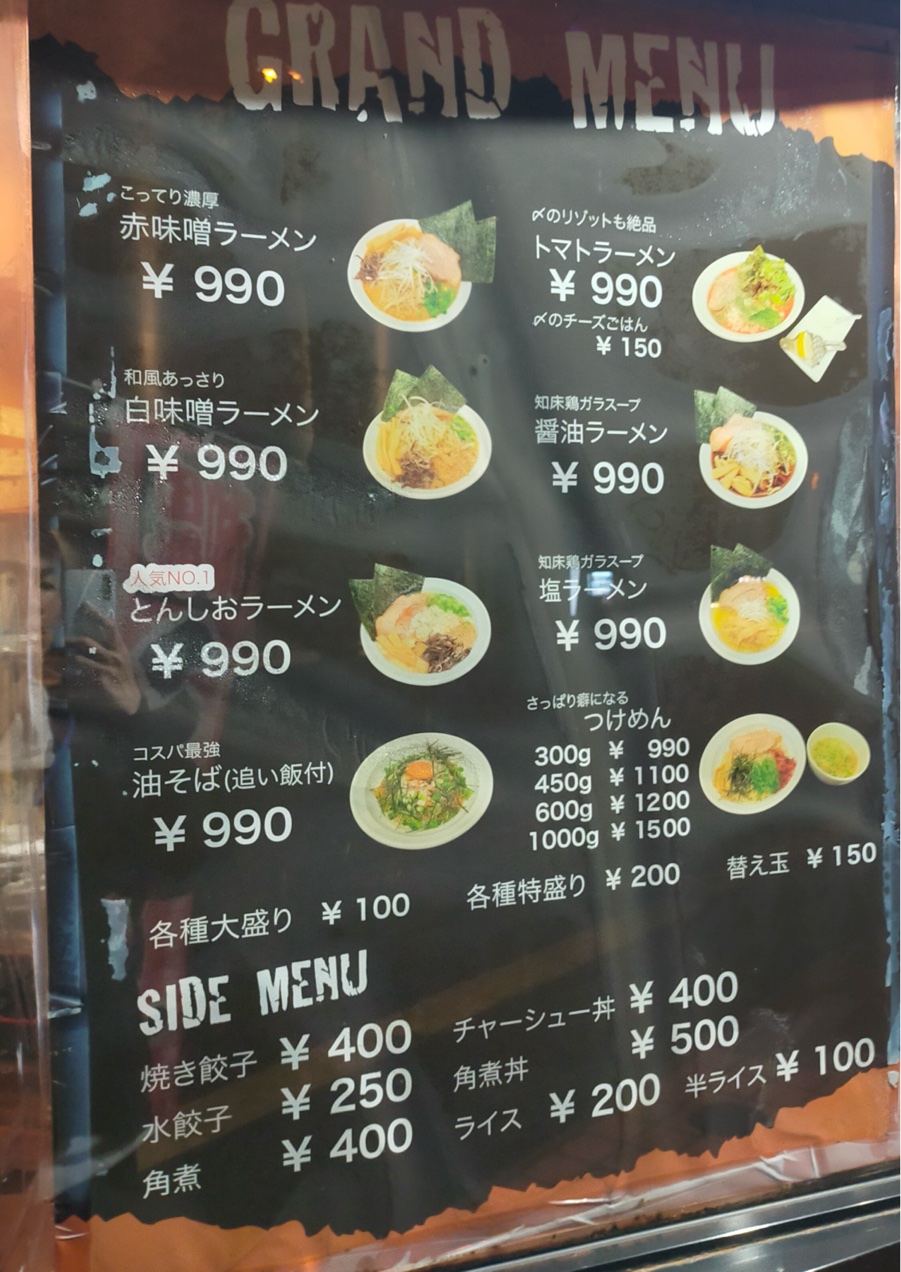 GRAND MENU
こってり濃厚
赤味噌ラーメン
¥ 990
和風あっさり
白味噌ラーメン
¥ 990
人気NO.1
とんしおラーメン
¥ 990
コスパ最強
油そば(追い飯付)
¥ 990
〆のリゾットも絶品
トマトラーメン
¥ 990
〆のチーズごはん
¥ 150
知床鶏ガラスープ
醤油ラーメン
¥ 990
知床鶏ガラスープ
塩ラーメン
¥ 990
さっぱり癖になる
つけめん
300g ¥ 990
450g ¥ 1100
600g ¥ 1200
1000g ¥ 1500
各種大盛り ¥ 100 各種特盛り ¥ 200 替え玉 ¥ 150
SIDE MENU
焼き餃子 ¥ 400
水餃子 ¥ 250
角煮 ¥ 400
チャーシュー丼 ¥ 400
角煮丼 ¥ 500
ライス ¥ 200 半ライス ¥ 100